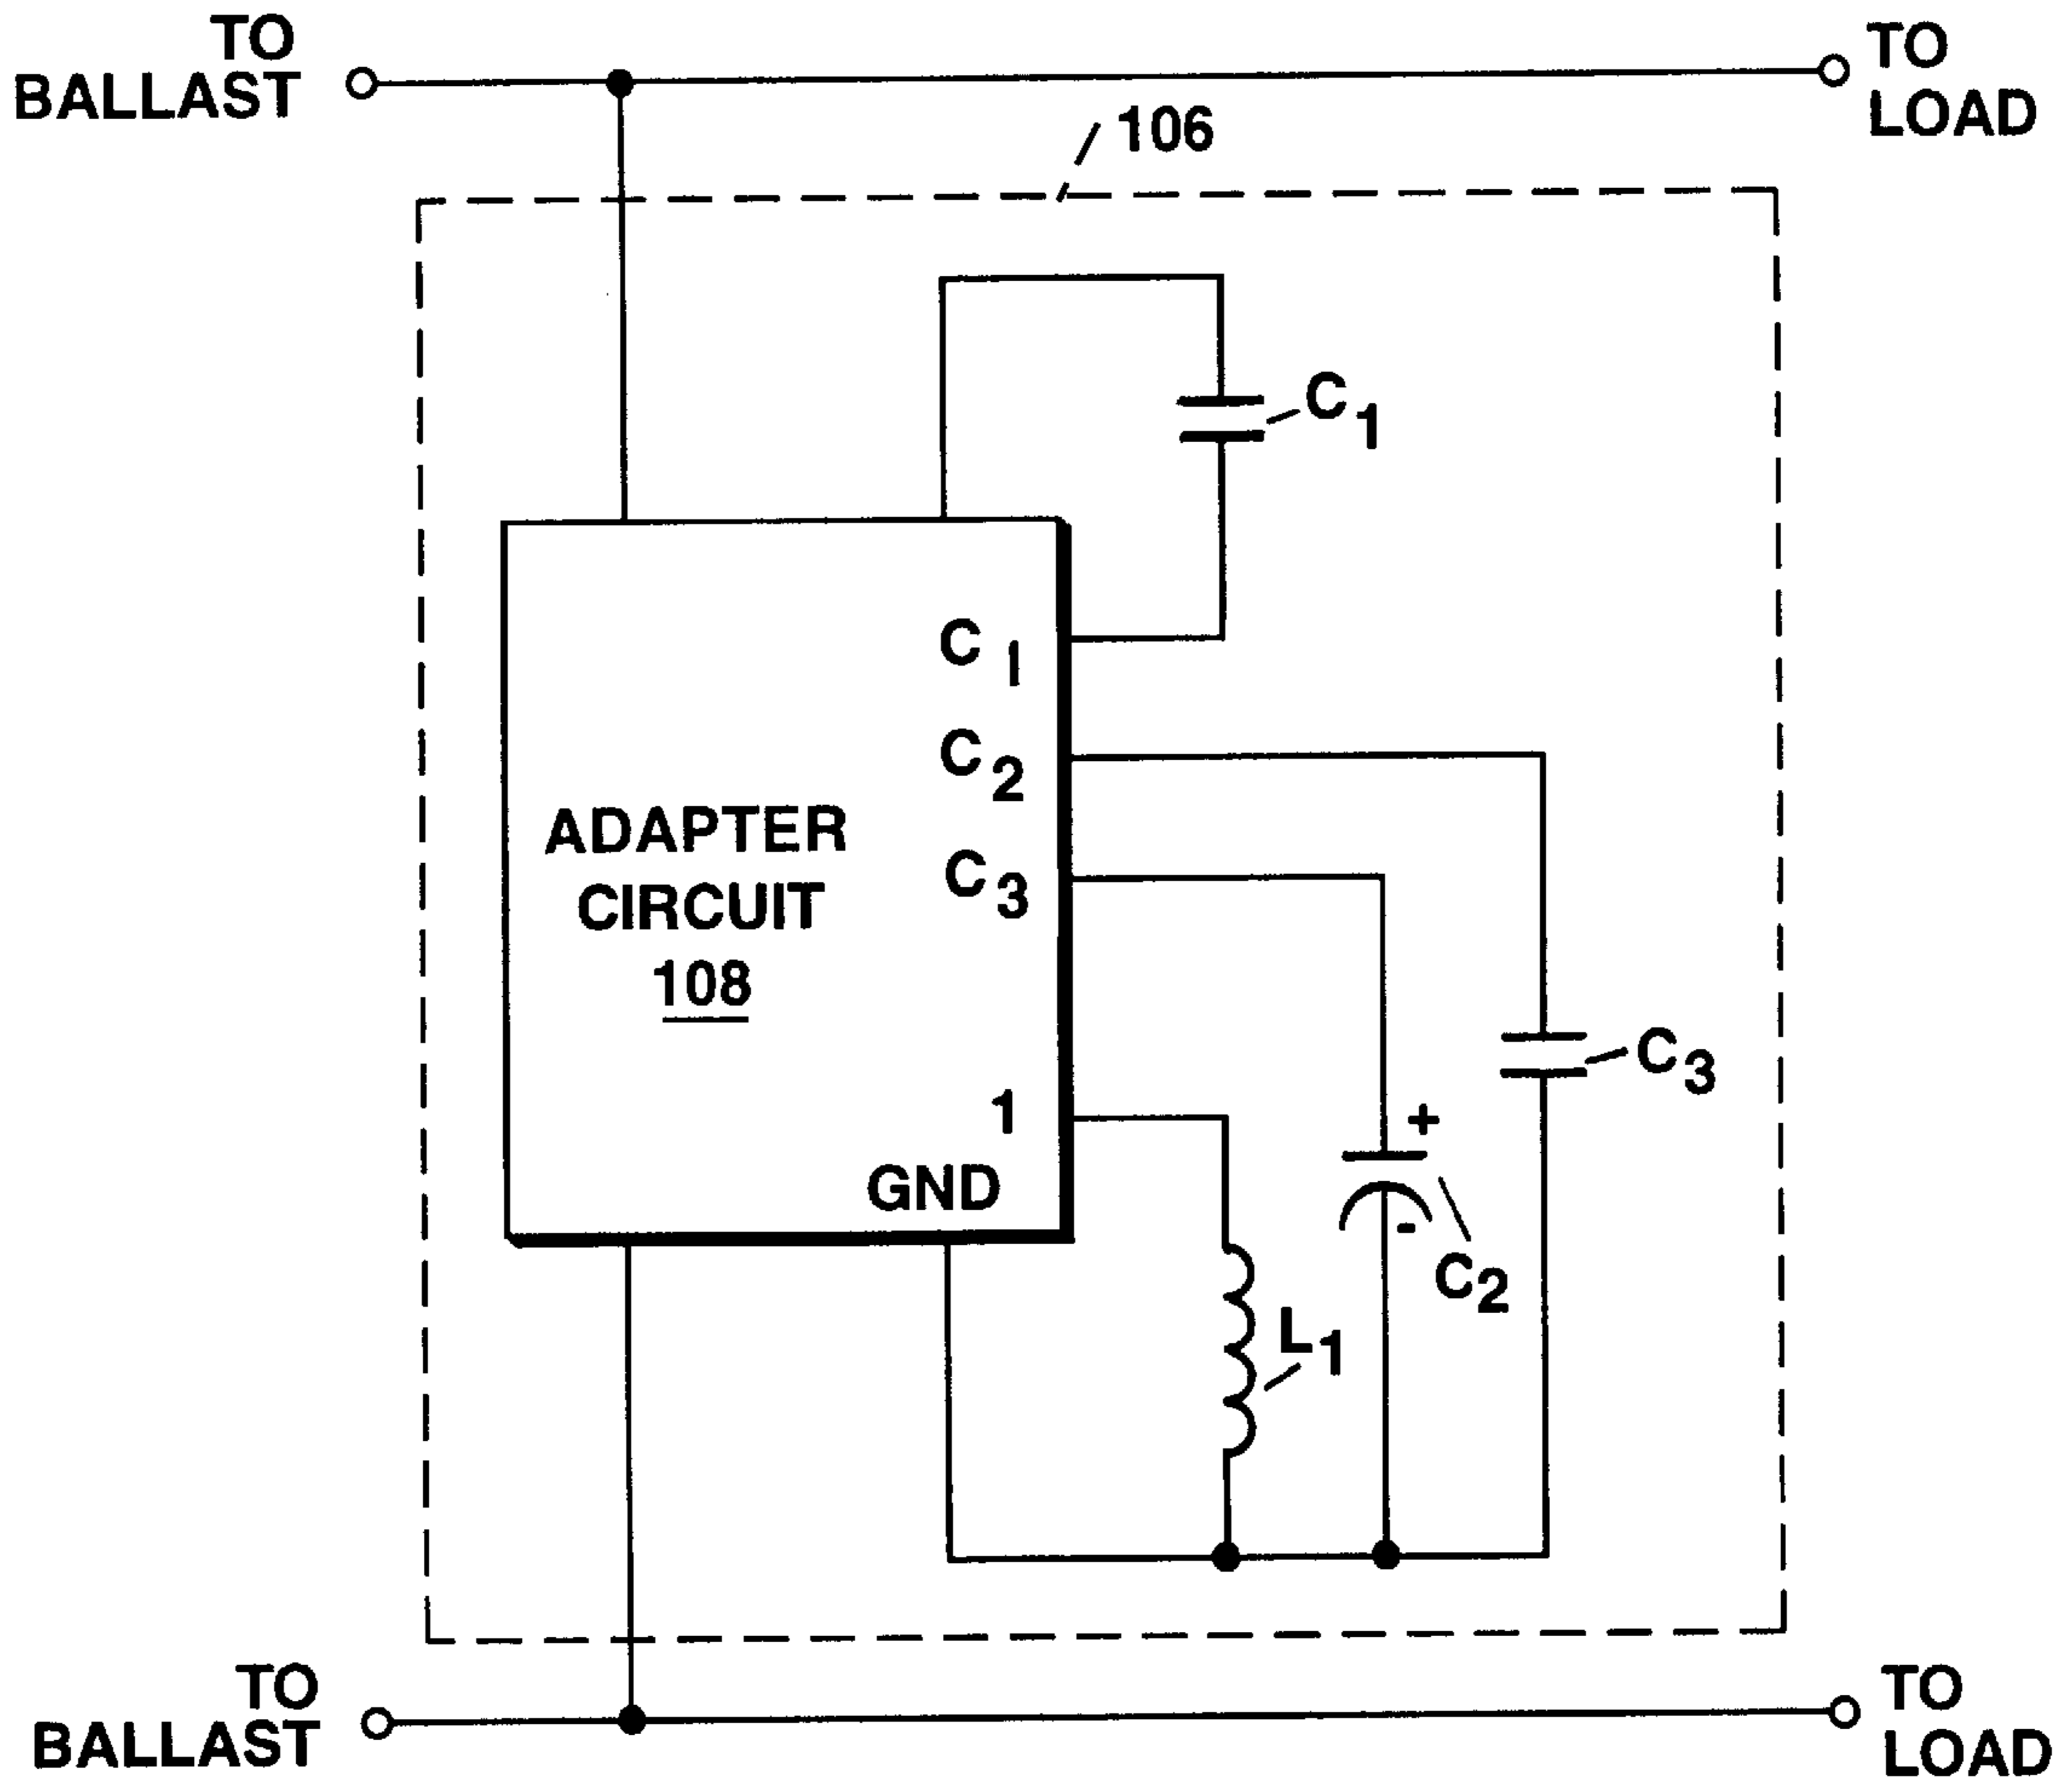 TO
BALLAST
TO
LOAD
106
C1
C1
C2
C3
ADAPTER
CIRCUIT
108
C3
1
+
GND
-
C2
L1
TO
BALLAST
TO
LOAD